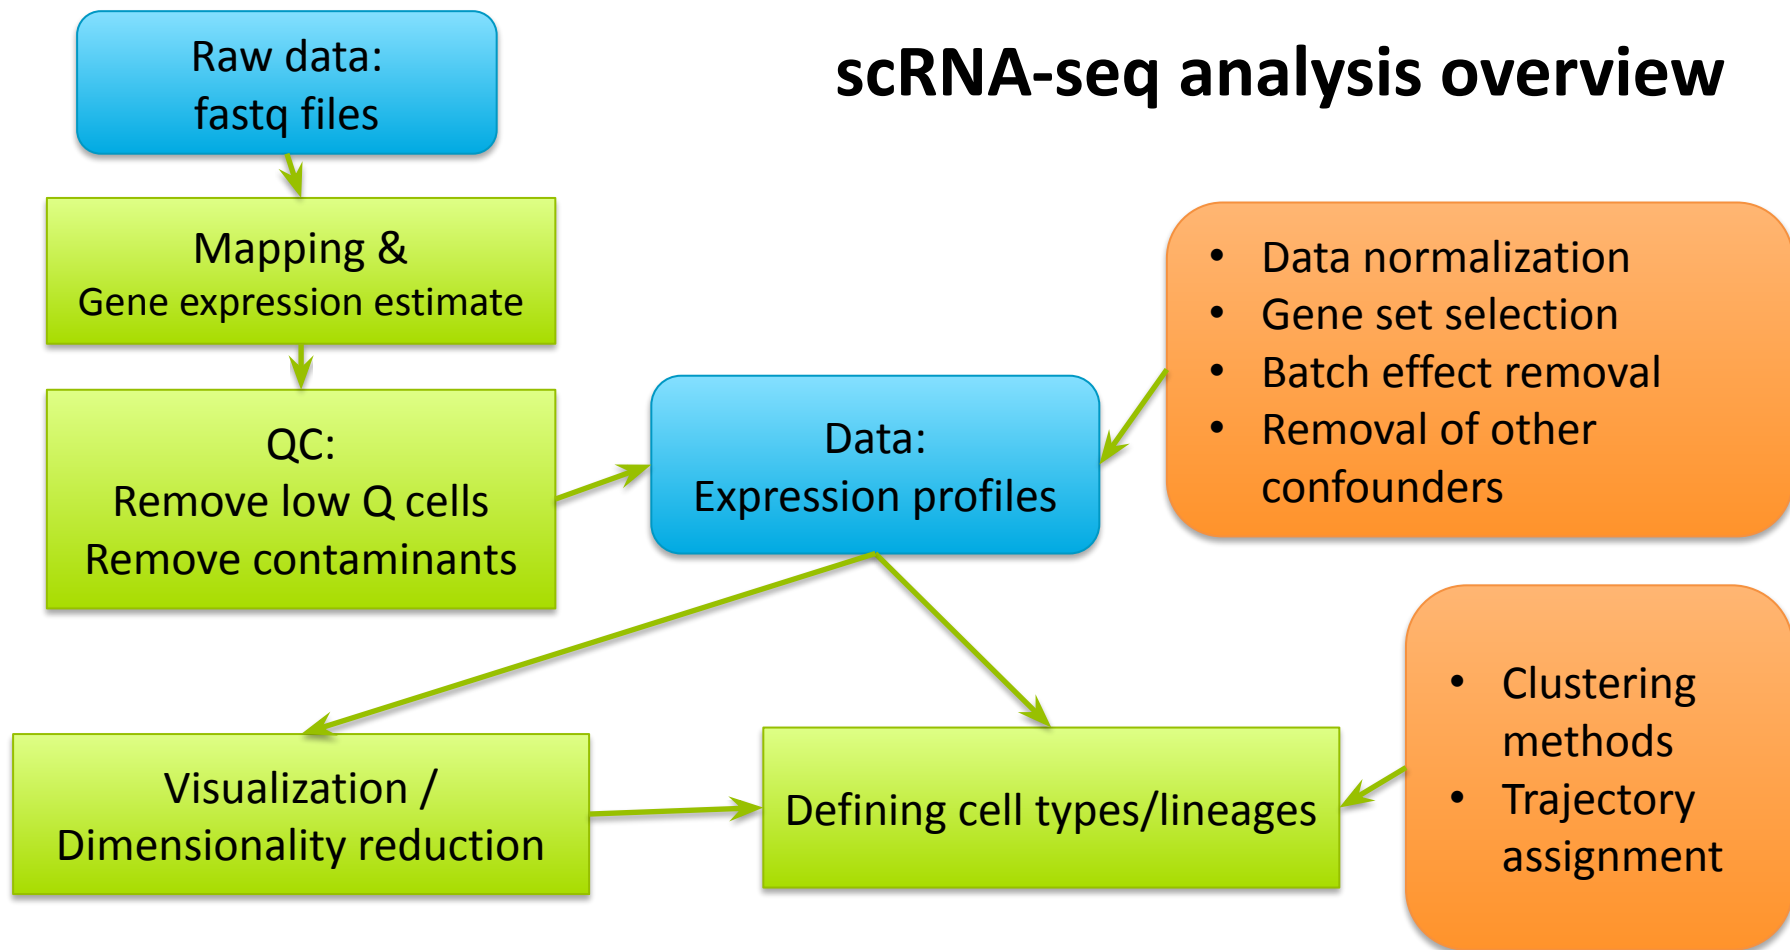 scRNA-seq analysis overview
Raw data:
fastq files
Mapping &
Gene expression estimate
QC:
Remove low Q cells
Remove contaminants
Data:
Expression profiles
• Data normalization
• Gene set selection
• Batch effect removal
• Removal of other
confounders
Visualization /
Dimensionality reduction
Defining cell types/lineages
• Clustering
methods
• Trajectory
assignment